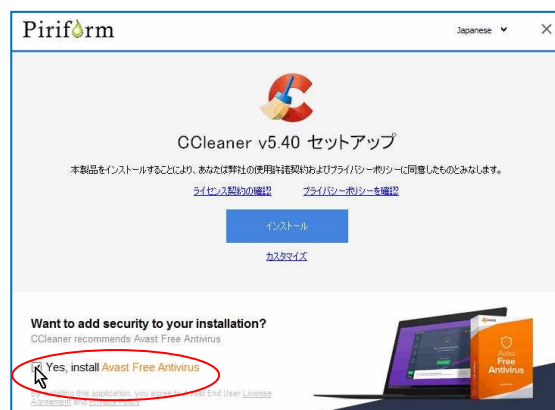 Piriform
Japanese
CCleaner v5.40 セットアップ
本製品をインストールすることにより、あなたは弊社の使用許諾契約およびプライバシーポリシーに同意したものとみなします。
ライセンス契約の確認 プライバシーポリシーを確認
インストール
カスタマイズ
Want to add security to your installation?
CCleaner recommends Avast Free Antivirus
Yes, install Avast Free Antivirus
By installing this application, you agree to Avast End User License
Agreement and Privacy Policy
Avast
Free
Antivirus